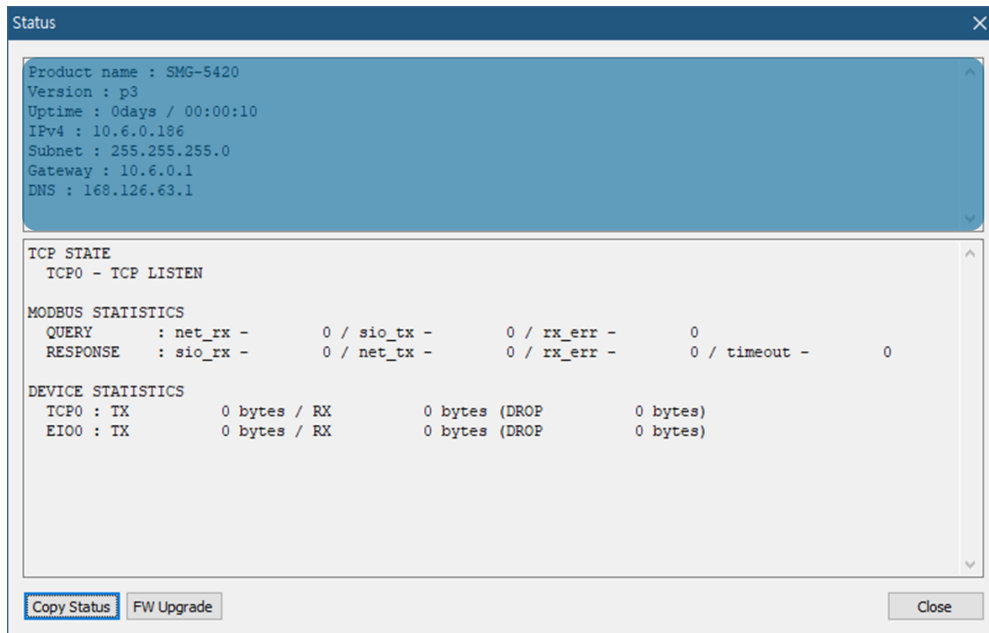 Status
Product name : SMG-5420
Version : p3
Uptime : 0days / 00:00:10
IPv4 : 10.6.0.186
Subnet : 255.255.255.0
Gateway : 10.6.0.1
DNS : 168.126.63.1
TCP STATE
TCP0 - TCP LISTEN
MODBUS STATISTICS
QUERY : net_rx - 0 / sio_tx - 0 / rx_err - 0
RESPONSE : sio_rx - 0 / net_tx - 0 / rx_err - 0 / timeout - 0
DEVICE STATISTICS
TCP0 : TX 0 bytes / RX 0 bytes (DROP 0 bytes)
EIO0 : TX 0 bytes / RX 0 bytes (DROP 0 bytes)
Copy Status FW Upgrade Close